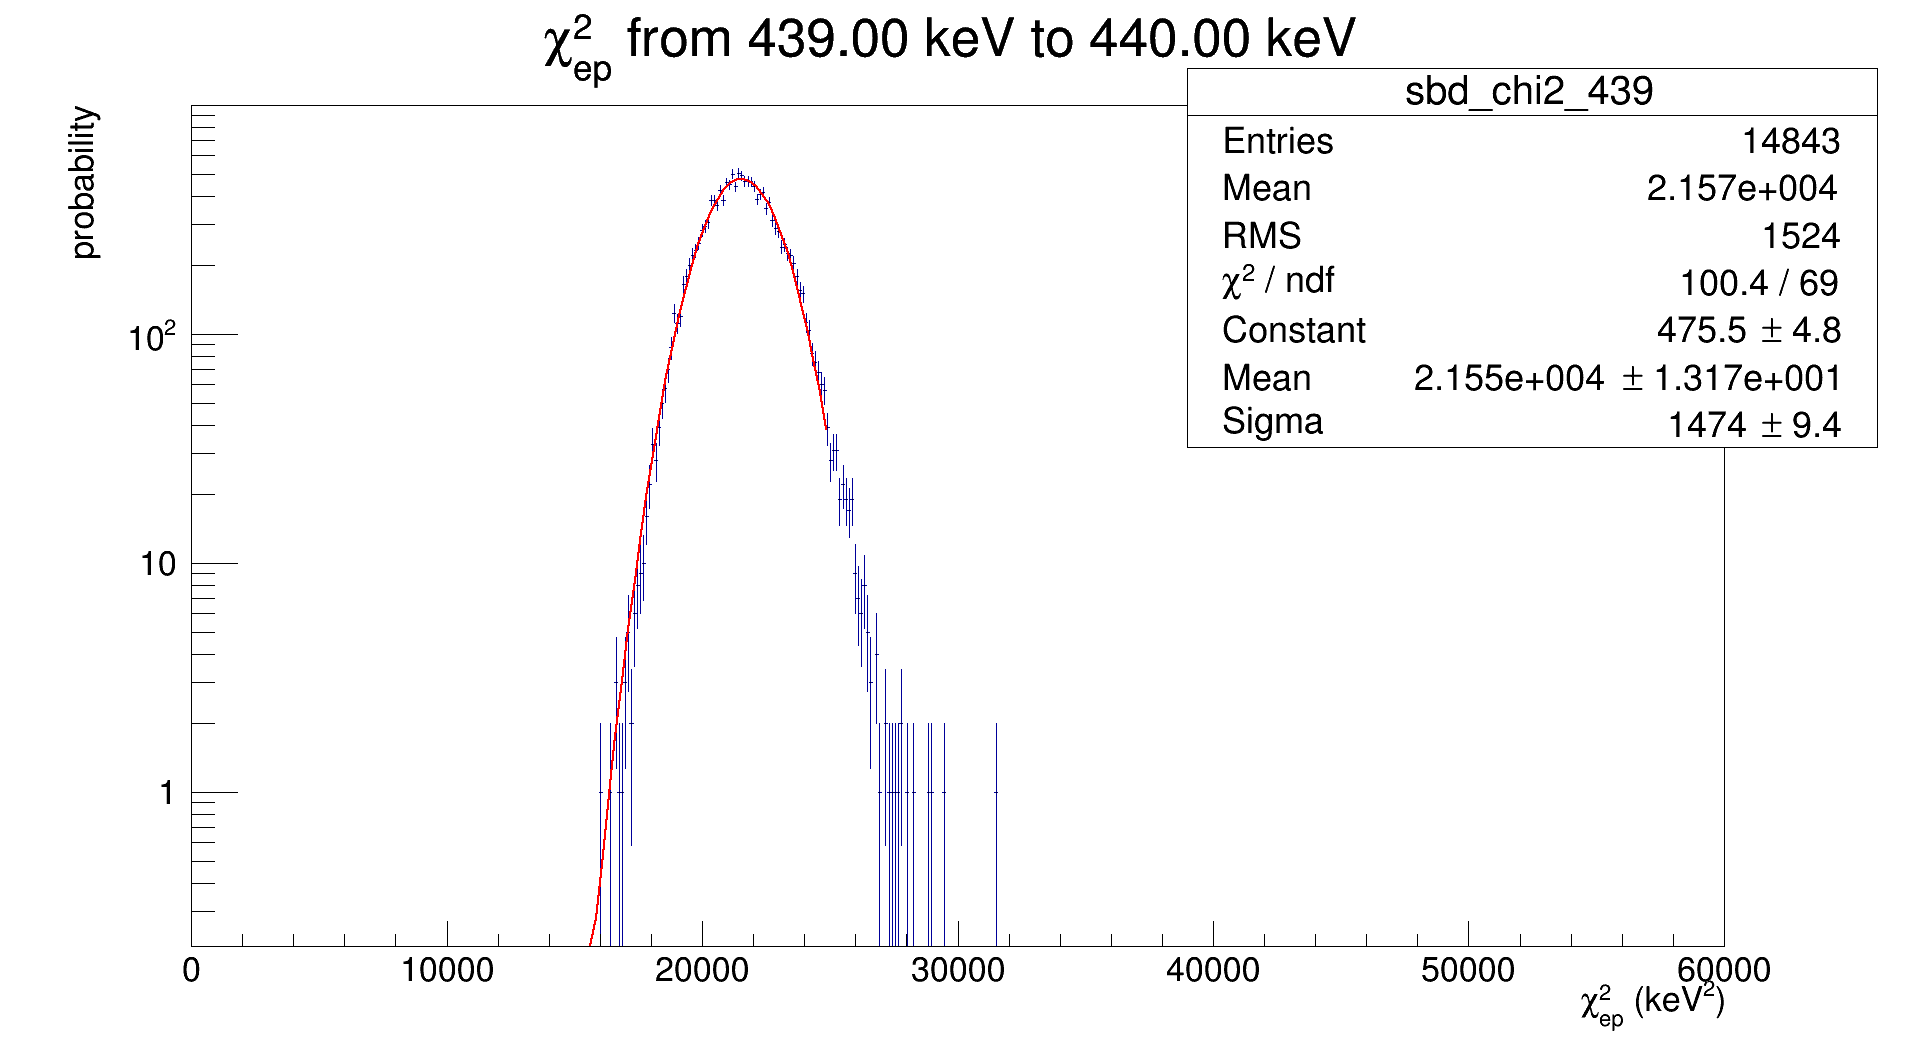 χ²ep from 439.00 keV to 440.00 keV
sbd_chi2_439
Entries 14843
Mean 2.157e+004
RMS 1524
χ² / ndf 100.4 / 69
Constant 475.5 ± 4.8
Mean 2.155e+004 ± 1.317e+001
Sigma 1474 ± 9.4
probability
10²
10
1
0 10000 20000 30000 40000 50000 60000
χ²ep (keV²)